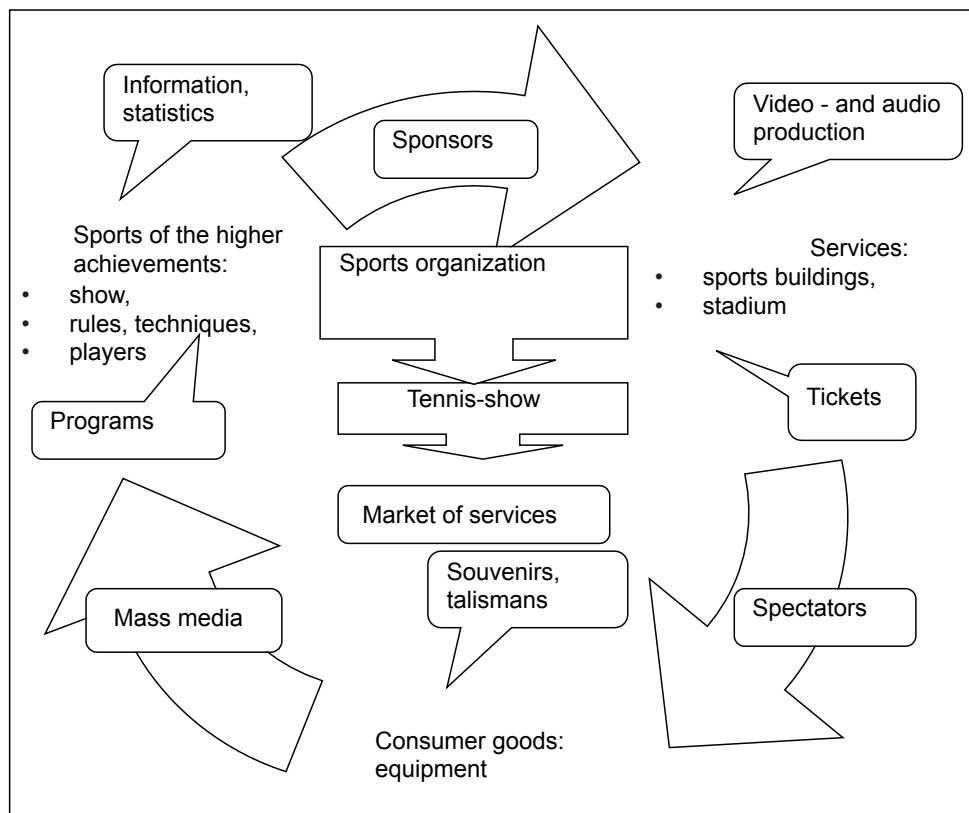 Information,
statistics
Sponsors
Video - and audio
production
Sports of the higher
achievements:
• show,
• rules, techniques,
• players
Sports organization
Services:
• sports buildings,
• stadium
Programs
Tennis-show
Tickets
Market of services
Souvenirs,
talismans
Mass media
Spectators
Consumer goods:
equipment